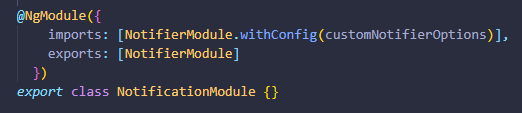 @NgModule({
    imports: [NotifierModule.withConfig(customNotifierOptions)],
    exports: [NotifierModule]
  })
export class NotificationModule {}